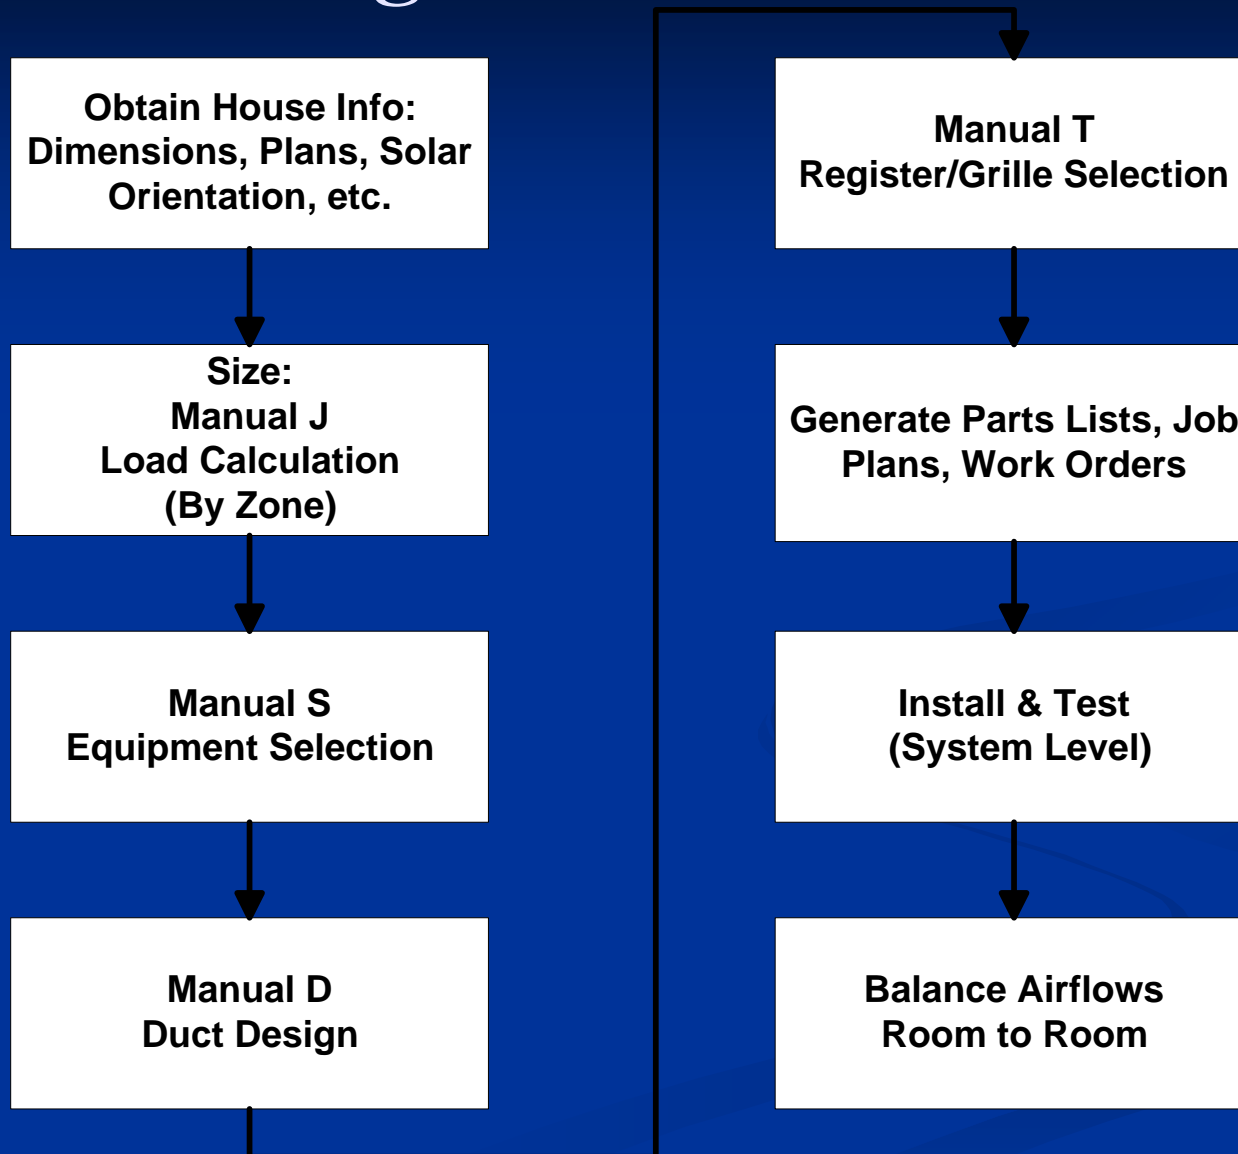 Obtain House Info:
Dimensions, Plans, Solar
Orientation, etc.
Size:
Manual J
Load Calculation
(By Zone)
Manual S
Equipment Selection
Manual D
Duct Design
Manual T
Register/Grille Selection
Generate Parts Lists, Job
Plans, Work Orders
Install & Test
(System Level)
Balance Airflows
Room to Room